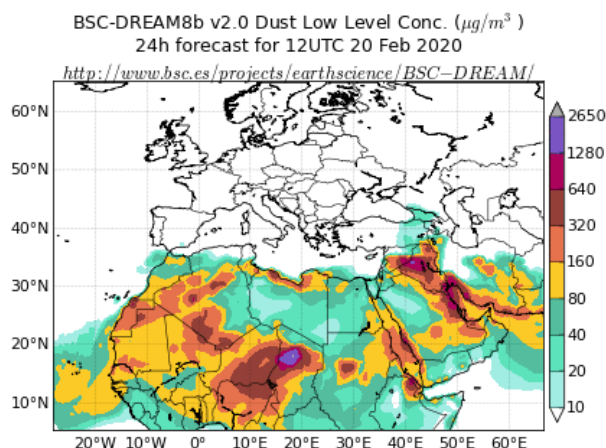 BSC-DREAM8b v2.0 Dust Low Level Conc. (μg/m³ )
24h forecast for 12UTC 20 Feb 2020
http://www.bsc.es/projects/earthscience/BSC−DREAM/
60°N
50°N
40°N
30°N
20°N
10°N
20°W 10°W 0° 10°E 20°E 30°E 40°E 50°E 60°E
2650
1280
640
320
160
80
40
20
10